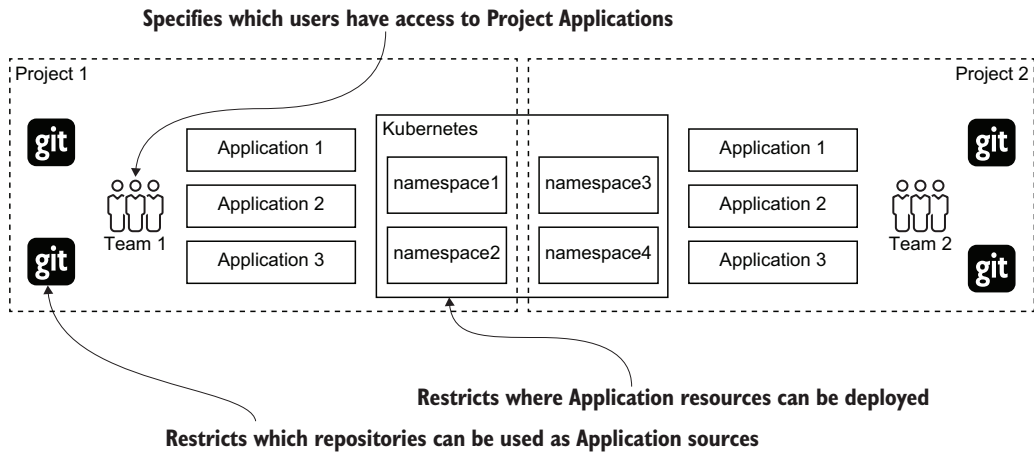 Specifies which users have access to Project Applications
Project 1
Project 2
git
git
Kubernetes
Application 1
namespace1
namespace3
Application 1
Application 2
Application 2
Team 1
Team 2
git
git
Application 3
namespace2
namespace4
Application 3
Restricts where Application resources can be deployed
Restricts which repositories can be used as Application sources